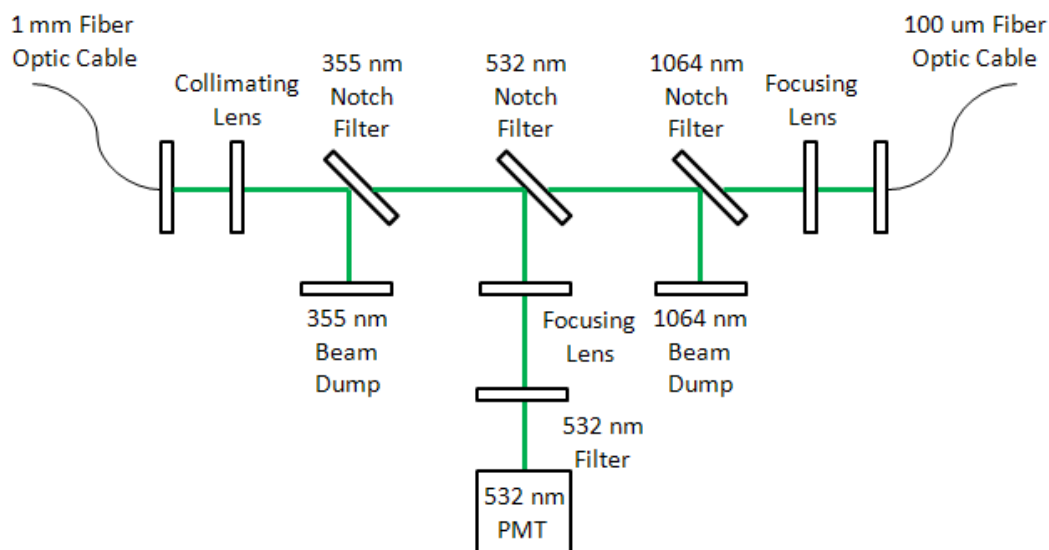 1 mm Fiber
Optic Cable
Collimating
Lens
355 nm
Notch
Filter
532 nm
Notch
Filter
1064 nm
Notch
Filter
Focusing
Lens
100 um Fiber
Optic Cable
355 nm
Beam
Dump
Focusing
Lens
1064 nm
Beam
Dump
532 nm
Filter
532 nm
PMT